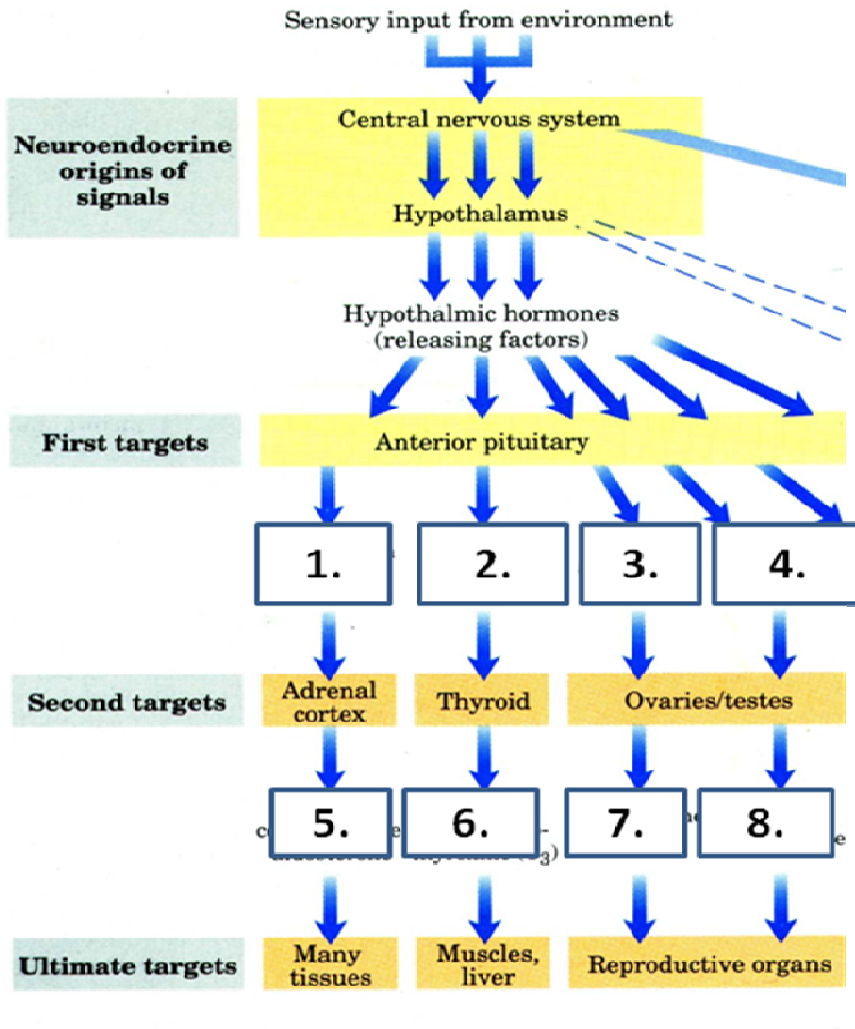 Sensory input from environment
Neuroendocrine
origins of
signals
Central nervous system
Hypothalamus
Hypothalmic hormones
(releasing factors)
First targets
Anterior pituitary
1.
2.
3.
4.
Second targets
Adrenal
cortex
Thyroid
Ovaries/testes
5.
6.
7.
8.
3)
Ultimate targets
Many
tissues
Muscles,
liver
Reproductive organs